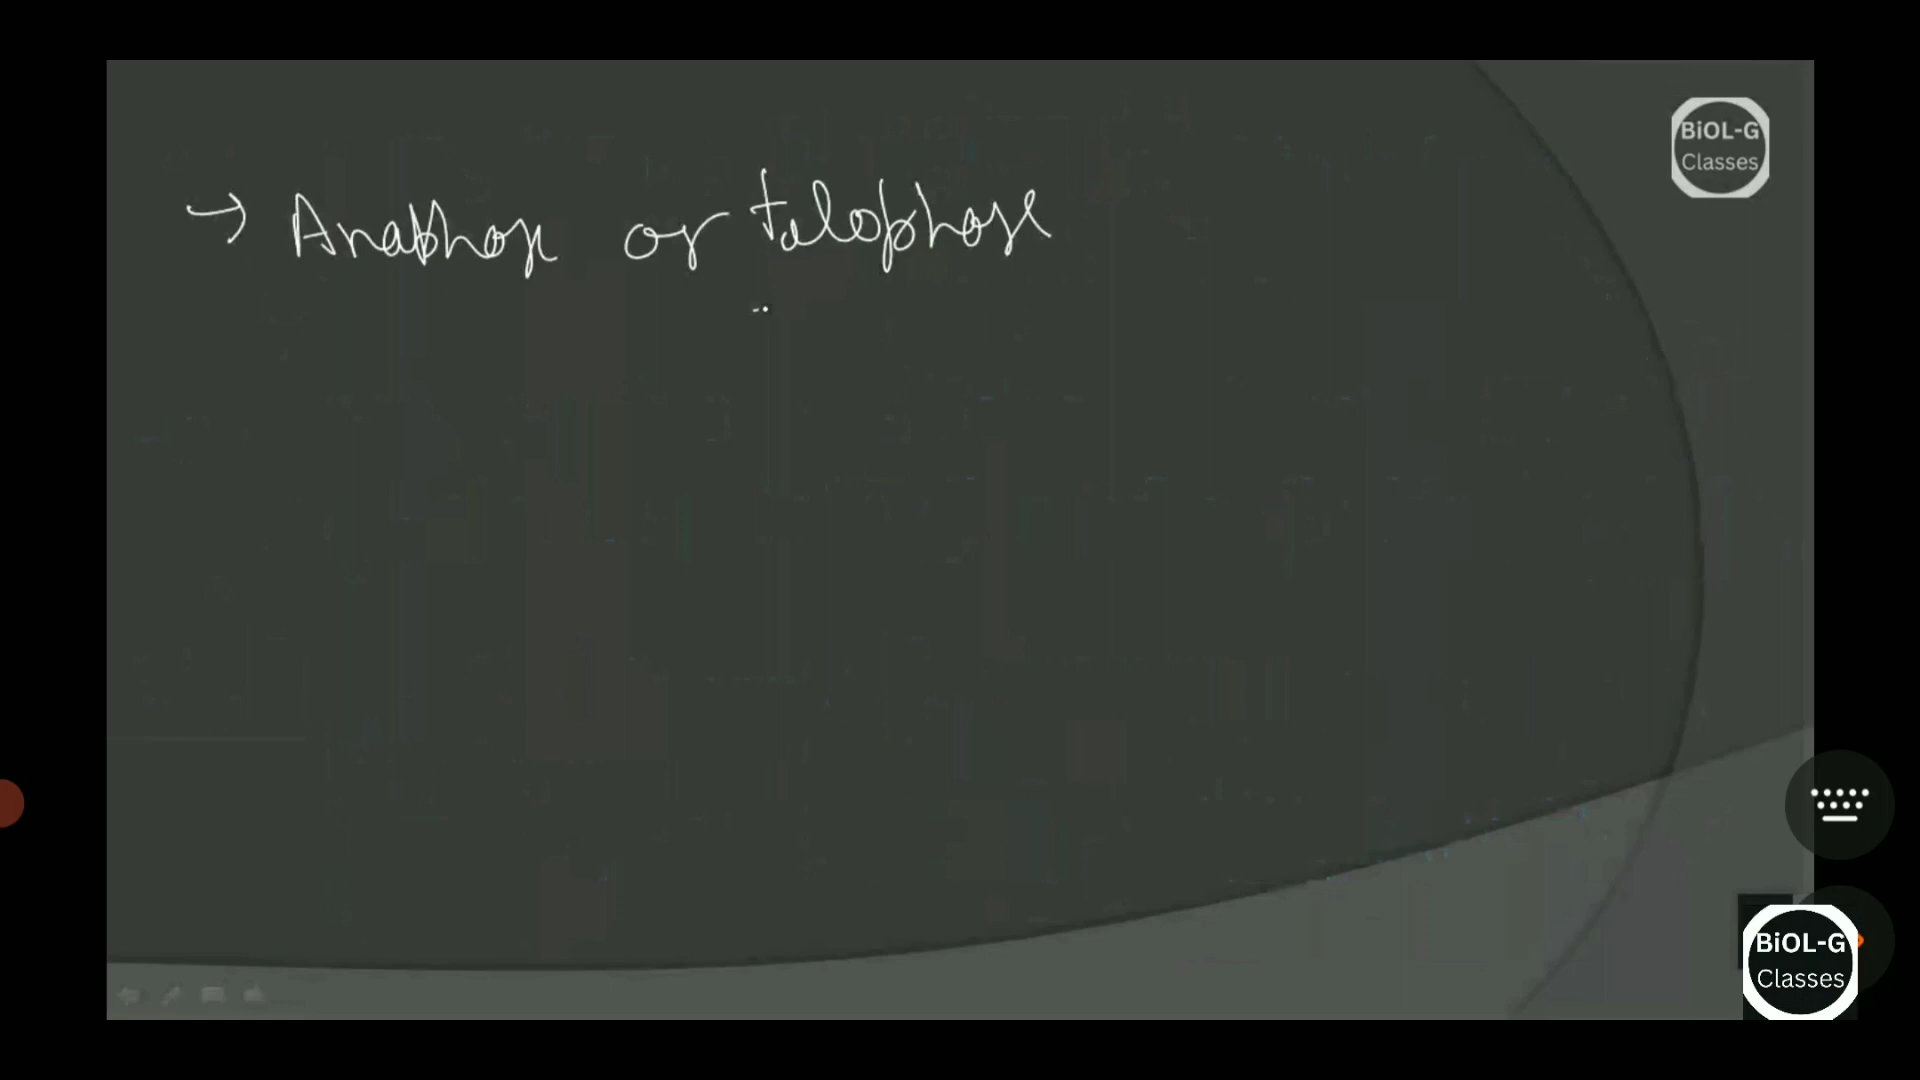 → Anaphase or telophase
BiOL-G
Classes
BiOL-G
Classes